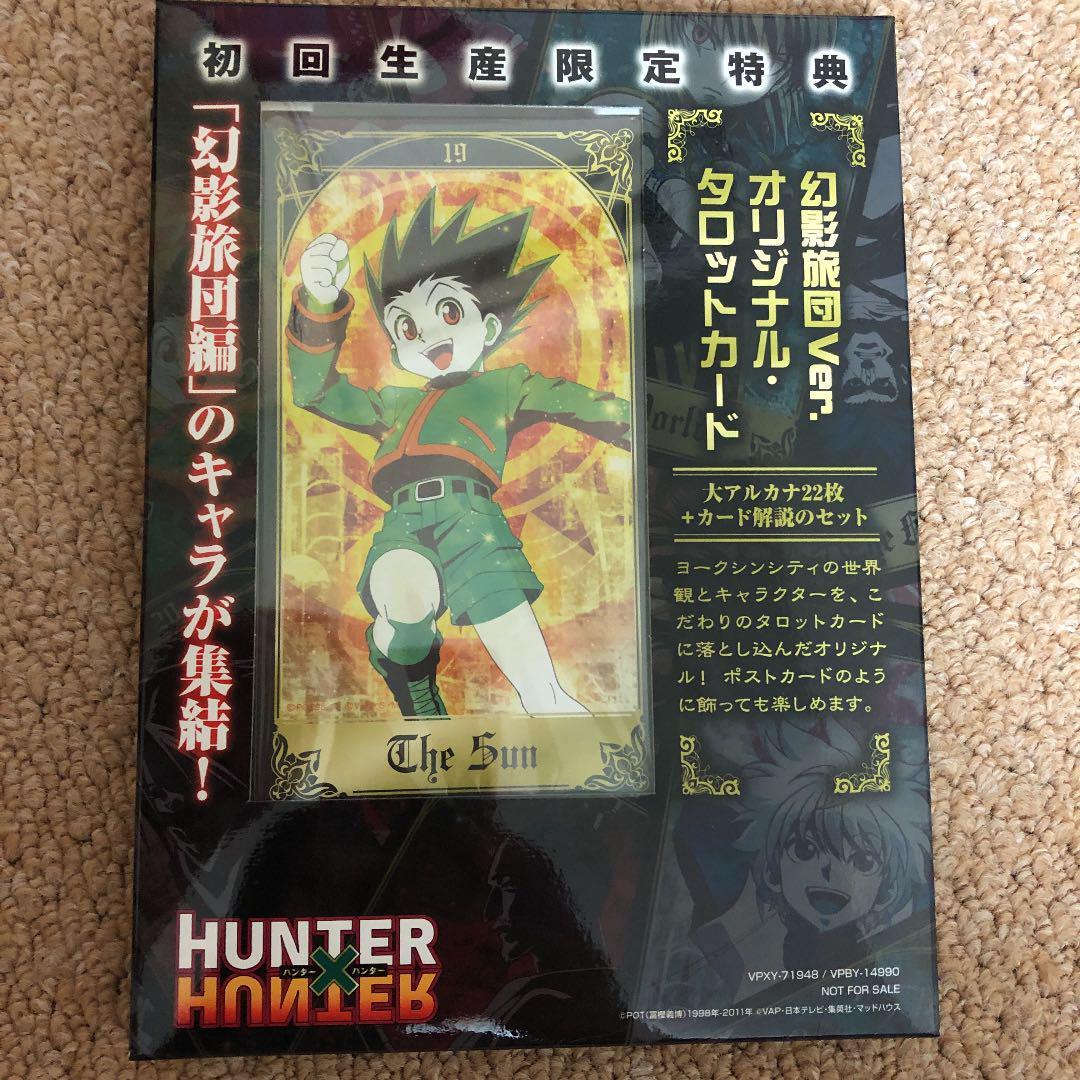 初回生産限定特典
幻影旅団Ver.
オリジナル・
タロットカード
「幻影旅団編」のキャラが集結!
19
The Sun
大アルカナ22枚
+カード解説のセット
ヨークシンシティの世界
観とキャラクターを、こ
だわりのタロットカード
に落とし込んだオリジナ
ル! ポストカードのよう
に飾っても楽しめます。
HUNTER
ハンター×ハンター
HUNTER
VPXY-71948 / VPBY-14990
NOT FOR SALE
©POT(冨樫義博)1998年-2011年 ©VAP・日本テレビ・集英社・マッドハウス